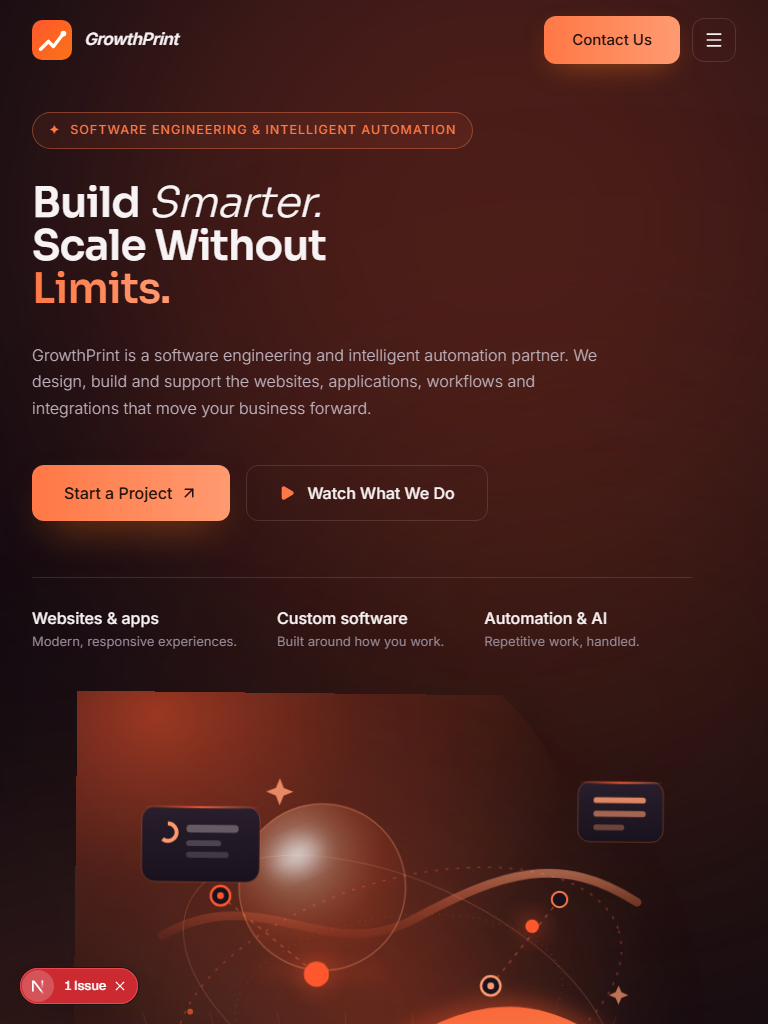 GrowthPrint
Contact Us
SOFTWARE ENGINEERING & INTELLIGENT AUTOMATION
Build Smarter.
Scale Without
Limits.
GrowthPrint is a software engineering and intelligent automation partner. We
design, build and support the websites, applications, workflows and
integrations that move your business forward.
Start a Project
Watch What We Do
Websites & apps
Modern, responsive experiences.
Custom software
Built around how you work.
Automation & AI
Repetitive work, handled.
N
1 Issue